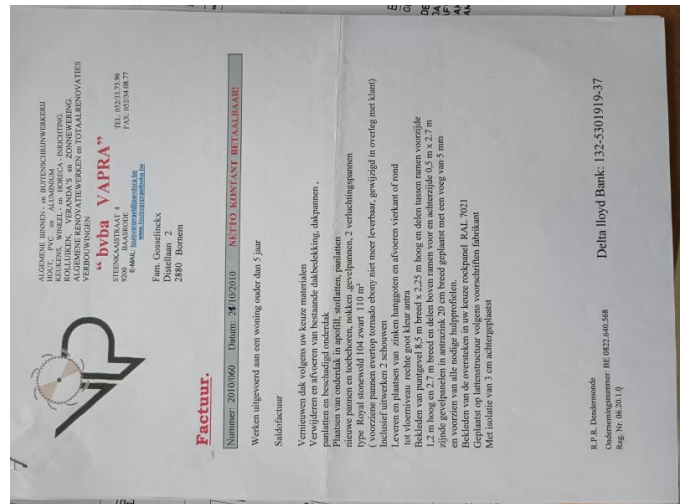 ALGEMENE BINNEN - en BUITENSCHRIJNWERKERIJ
HOUT, PVC en ALUMINIUM.
KEUKENS, WINKEL - en HORECA - INRICHTING.
ROLLUIKEN, VERANDA'S en ZONNEWERING.
ALGEMENE RENOVATIEWERKEN en TOTAALRENOVATIES
VERBOUWINGEN
“ bvba VAPRA”
STEENKAAISTRAAT 4
9200 BAASRODE
TEL: 052/33.73.96
FAX: 052/34.08.77
E-MAIL
Fam. Gosselinckx
Distellaan 2
2880 Bornem
Factuur.
Nummer: 2010/060 Datum: /10/2010 NETTO KONTANT BETAALBAAR!
Werken uitgevoerd aan een woning ouder dan 5 jaar
Saldofactuur
Vernieuwen dak volgens uw keuze materialen
Verwijderen en afvoeren van bestaande dakbedekking, dakpannen ,
panlatten en beschadigd onderdak
Plaatsen van onderdak in apofill, stoflatten, panlatten
nieuwe pannen en toebehoren, nokken ,gevelpannen, 2 verluchtingspannen
type Royal stonewold 104 zwart 110 m²
( voorziene pannen evertop tornado ebony niet meer leverbaar, gewijzigd in overleg met klant)
Inclusief uitwerken 2 schouwen
Leveren en plaatsen van zinken hanggoten en afvoeren vierkant of rond
tot vloerniveau rechte goot kleur antra
Bekleden van puntgevel 8,5 m breed x 2,25 m hoog en delen tussen ramen voorzijde
1,2 m hoog en 2.7 m breed en delen boven ramen voor en achterzijde 0,5 m x 2.7 m
zijnde gevelpanelen in antrazink 20 cm breed geplaatst met een voeg van 5 mm
en voorzien van alle nodige hulpprofielen.
Bekleden van de oversteken in uw keuze rockpanel RAL 7021
Geplaatst op lattenstructuur volgens voorschriften fabrikant
Met isolatie van 3 cm achtergeplaatst
R.P.R. Dendermonde
Ondernemingsnummer: BE 0822.640.568
Reg. Nr. 06.20.1.0
Delta lloyd Bank: 132-5301919-37